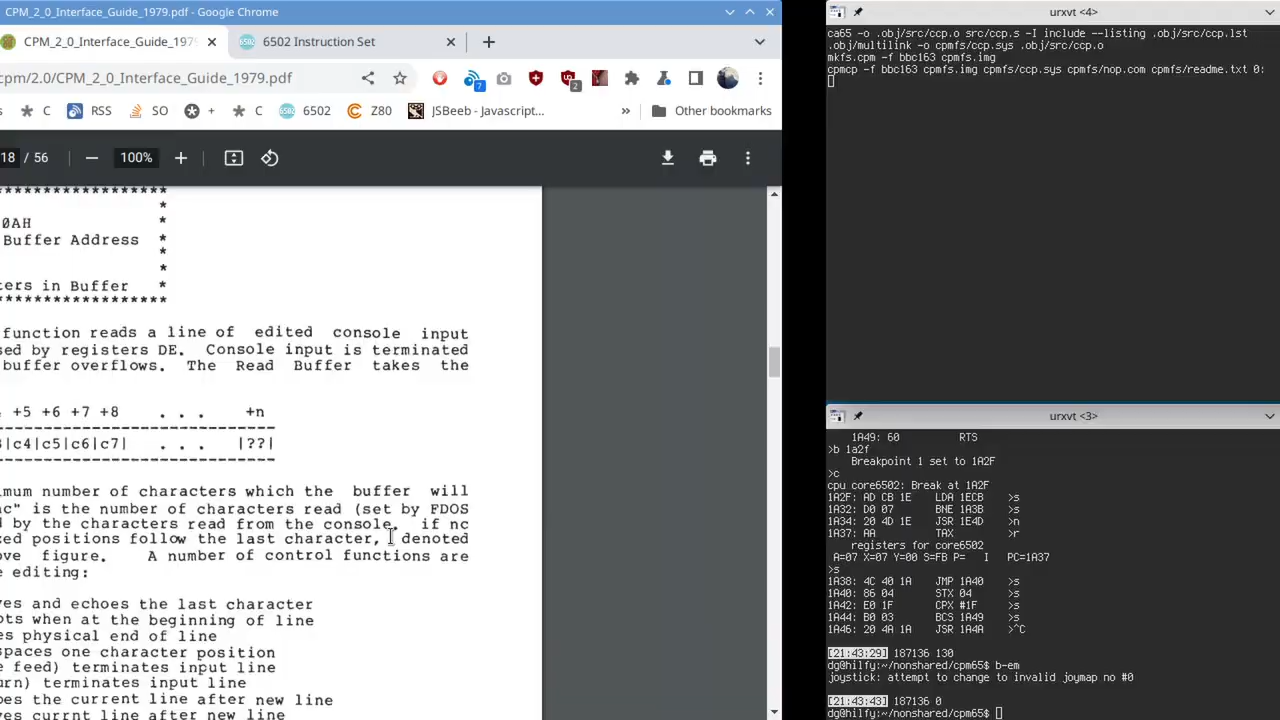 CPM_2_0_Interface_Guide_1979.pdf - Google Chrome
CPM_2_0_Interface_Guide_1979
6502 Instruction Set
cpm/2.0/CPM_2_0_Interface_Guide_1979.pdf
7
2
s
C
RSS
SO
+
C
6502
Z80
JSBeeb - Javascript...
»
Other bookmarks
18 / 56
100%
******************
*
0AH *
Buffer Address *
*
*
ters in Buffer *
******************
function reads a line of edited console input
sed by registers DE. Console input is terminated
buffer overflows. The Read Buffer takes the
+5 +6 +7 +8 . . . +n
3|c4|c5|c6|c7| . . . |??|
imum number of characters which the buffer will
nc" is the number of characters read (set by FDOS
d by the characters read from the console. if nc
zed positions follow the last character, denoted
ove figure. A number of control functions are
e editing:
ves and echoes the last character
ots when at the beginning of line
es physical end of line
spaces one character position
e feed) terminates input line
urn) terminates input line
pes the current line after new line
ves currnt line after new line
urxvt <4>
ca65 -o .obj/src/ccp.o src/ccp.s -I include --listing .obj/src/ccp.lst
.obj/multilink -o cpmfs/ccp.sys .obj/src/ccp.o
mkfs.cpm -f bbc163 cpmfs.img
cpmcp -f bbc163 cpmfs.img cpmfs/ccp.sys cpmfs/nop.com cpmfs/readme.txt 0:
urxvt <3>
1A49: 60 RTS
>b 1a2f
Breakpoint 1 set to 1A2F
>c
cpu core6502: Break at 1A2F
1A2F: AD CB 1E LDA 1ECB >s
1A32: D0 07 BNE 1A3B >s
1A34: 20 4D 1E JSR 1E4D >n
1A37: AA TAX >r
registers for core6502
A=07 X=07 Y=00 S=FB P= I PC=1A37
>s
1A38: 4C 40 1A JMP 1A40 >s
1A40: 86 04 STX 04 >s
1A42: E0 1F CPX #1F >s
1A44: B0 03 BCS 1A49 >s
1A46: 20 4A 1A JSR 1A4A >^C
[21:43:29] 187136 130
dg@hilfy:~/nonshared/cpm65$ b-em
joystick: attempt to change to invalid joymap no #0
[21:43:43] 187136 0
dg@hilfy:~/nonshared/cpm65$